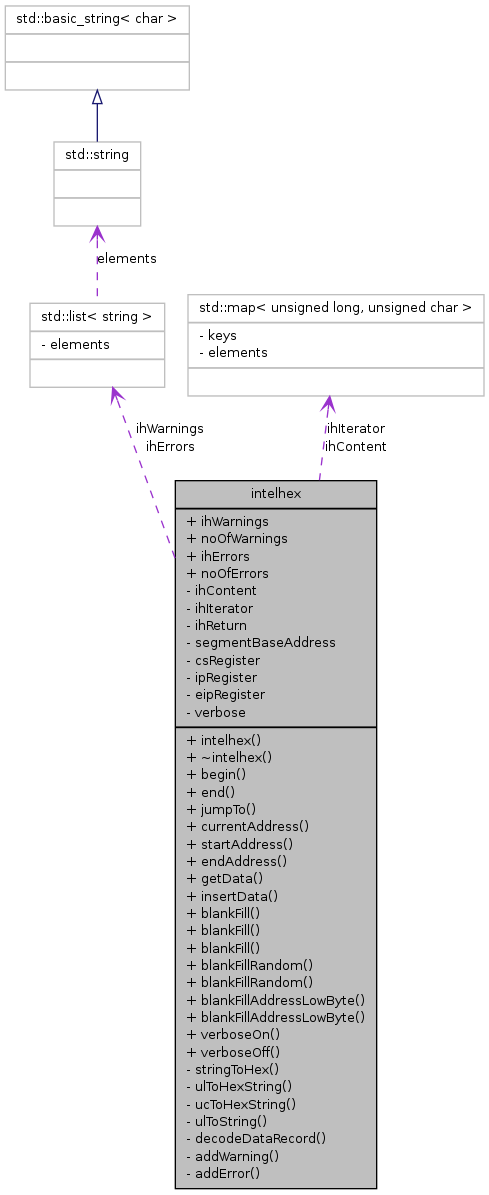 std::basic_string< char >
std::string
elements
std::list< string >
- elements
std::map< unsigned long, unsigned char >
- keys
- elements
ihWarnings
ihErrors
ihIterator
ihContent
intelhex
+ ihWarnings
+ noOfWarnings
+ ihErrors
+ noOfErrors
- ihContent
- ihIterator
- ihReturn
- segmentBaseAddress
- csRegister
- ipRegister
- eipRegister
- verbose
+ intelhex()
+ ~intelhex()
+ begin()
+ end()
+ jumpTo()
+ currentAddress()
+ startAddress()
+ endAddress()
+ getData()
+ insertData()
+ blankFill()
+ blankFill()
+ blankFill()
+ blankFillRandom()
+ blankFillRandom()
+ blankFillAddressLowByte()
+ blankFillAddressLowByte()
+ verboseOn()
+ verboseOff()
- stringToHex()
- ulToHexString()
- ucToHexString()
- ulToString()
- decodeDataRecord()
- addWarning()
- addError()